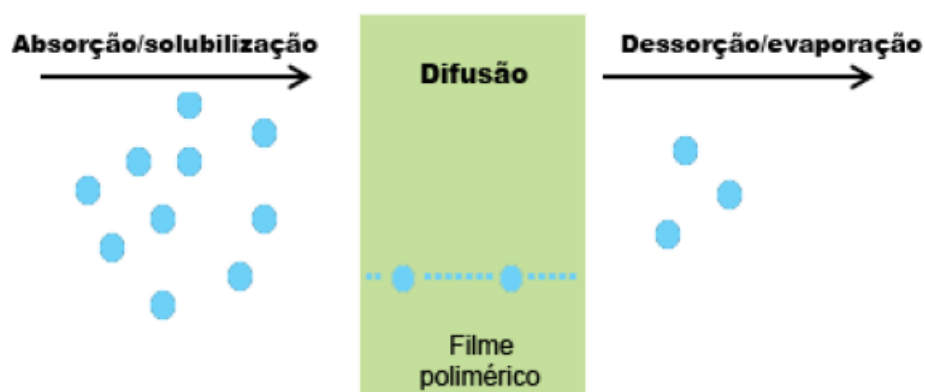 Absorção/solubilização
Difusão
Dessorção/evaporação
Filme
polimérico